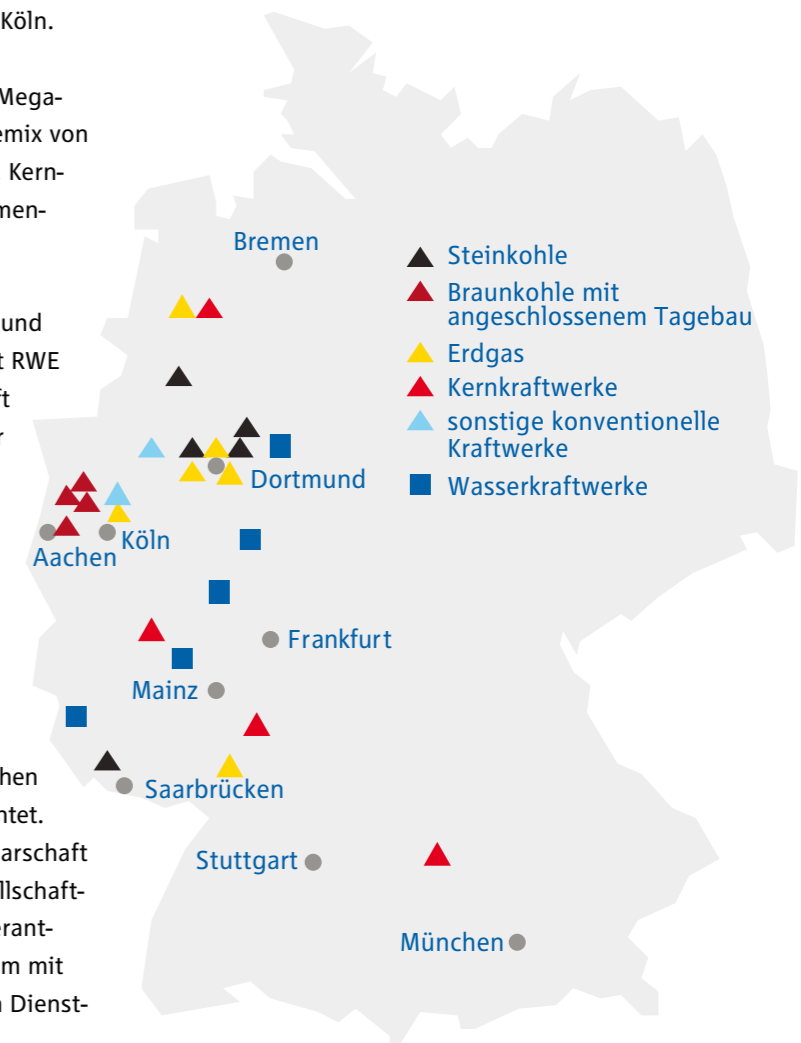 Köln.
Mega-
emix von
Kern-
men-
und
t RWE
ft
r
hen
ntet.
arschaft
llschaft-
erant-
m mit
n Dienst-
Bremen
Steinkohle
Braunkohle mit
angeschlossenem Tagebau
Erdgas
Kernkraftwerke
sonstige konventionelle
Kraftwerke
Wasserkraftwerke
Dortmund
Köln
Aachen
Frankfurt
Mainz
Saarbrücken
Stuttgart
München